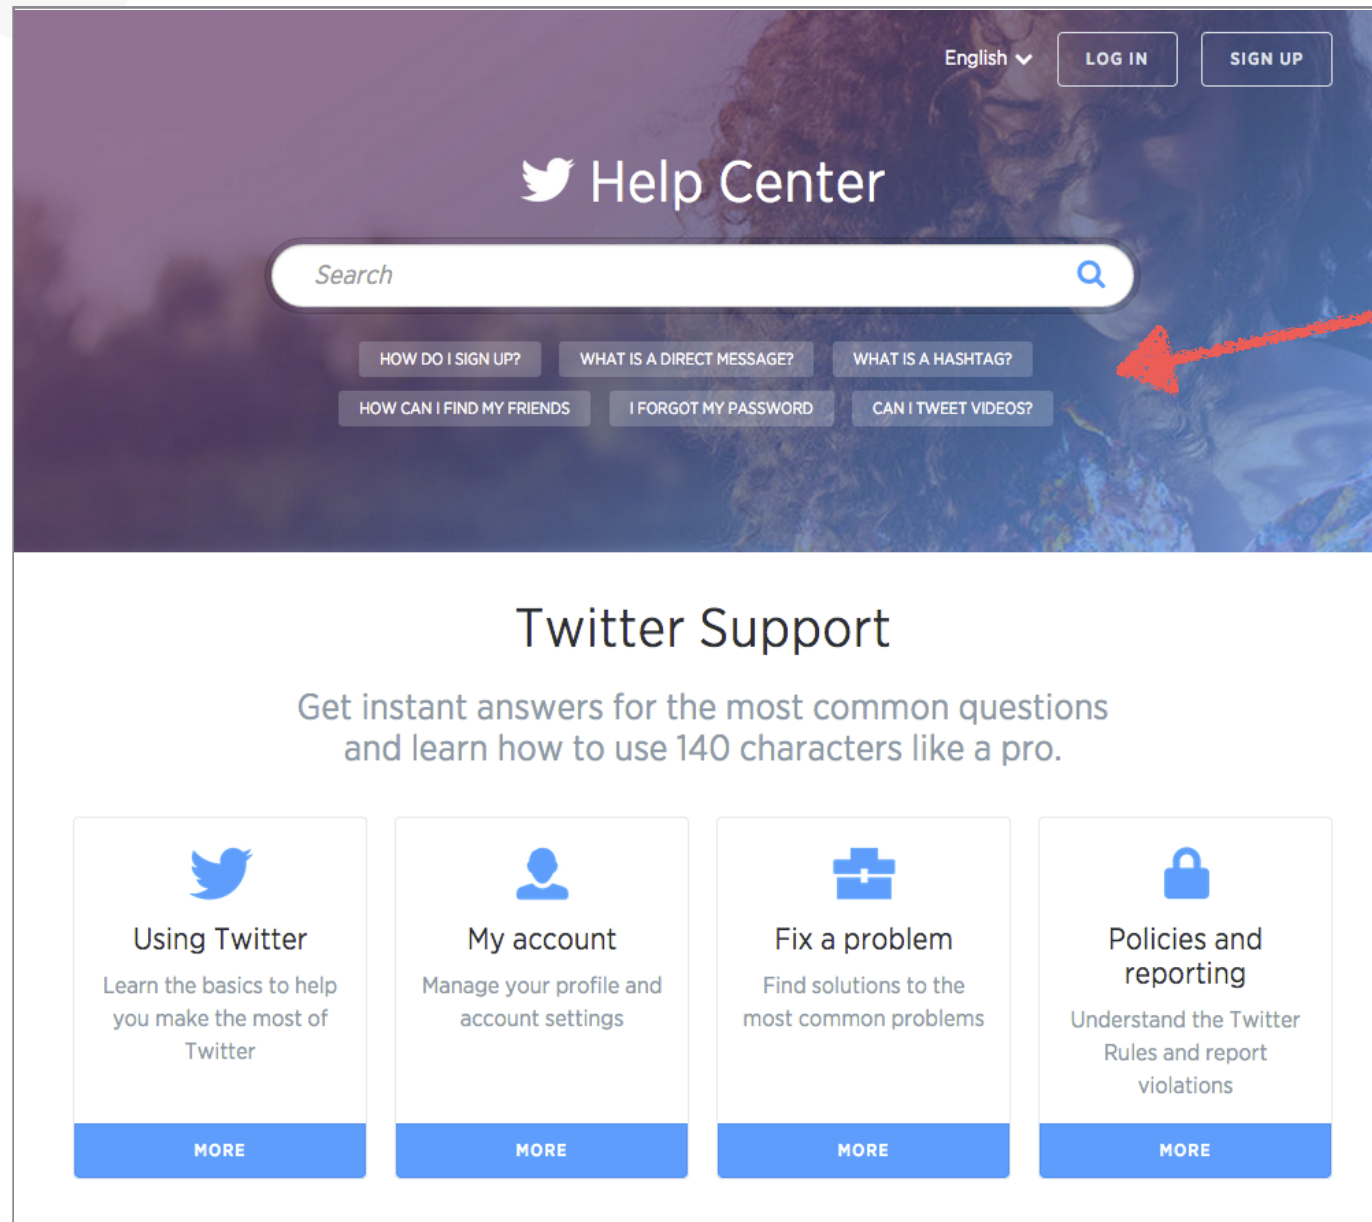 English LOG IN SIGN UP
Help Center
Search
HOW DO I SIGN UP? WHAT IS A DIRECT MESSAGE? WHAT IS A HASHTAG?
HOW CAN I FIND MY FRIENDS I FORGOT MY PASSWORD CAN I TWEET VIDEOS?
Twitter Support
Get instant answers for the most common questions
and learn how to use 140 characters like a pro.
Using Twitter
Learn the basics to help
you make the most of
Twitter
MORE
My account
Manage your profile and
account settings
MORE
Fix a problem
Find solutions to the
most common problems
MORE
Policies and
reporting
Understand the Twitter
Rules and report
violations
MORE